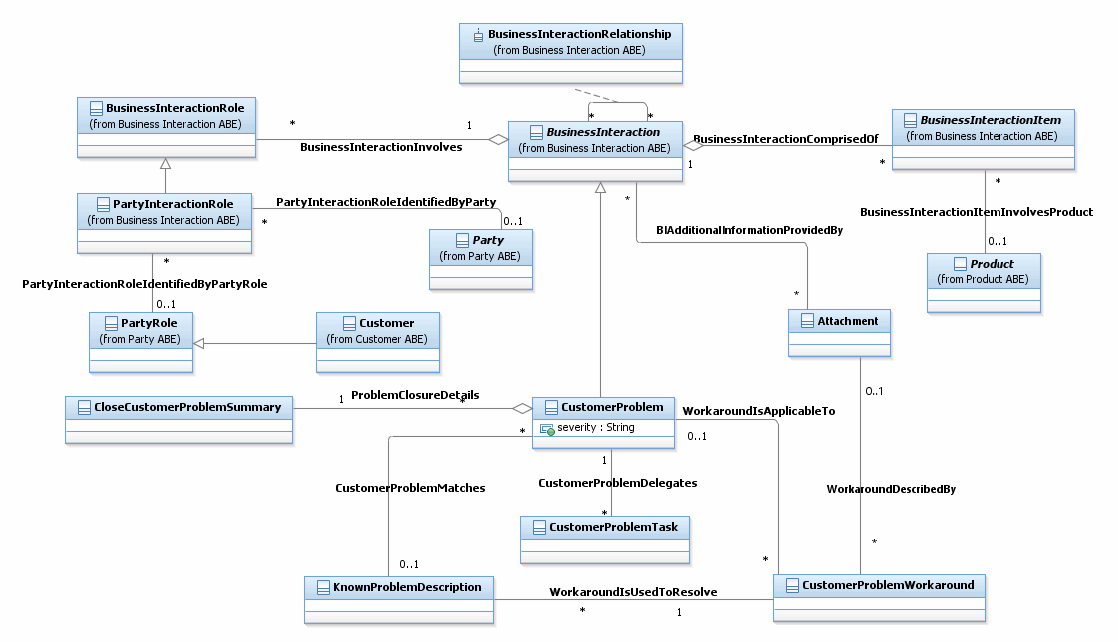 BusinessInteractionRelationship
(from Business Interaction ABE)
BusinessInteractionRole
(from Business Interaction ABE)
*
1
BusinessInteractionInvolves
*
*
BusinessInteraction
(from Business Interaction ABE)
BusinessInteractionComprisedOf
1
*
BusinessInteractionItem
(from Business Interaction ABE)
PartyInteractionRole
(from Business Interaction ABE)
PartyInteractionRoleIdentifiedByParty
*
0..1
Party
(from Party ABE)
*
BIAdditionalInformationProvidedBy
*
*
BusinessInteractionItemInvolvesProduct
0..1
Product
(from Product ABE)
*
PartyInteractionRoleIdentifiedByPartyRole
0..1
PartyRole
(from Party ABE)
Customer
(from Customer ABE)
Attachment
CloseCustomerProblemSummary
1
ProblemClosureDetails
*
CustomerProblem
severity : String
WorkaroundIsApplicableTo
0..1
0..1
*
1
CustomerProblemMatches
CustomerProblemDelegates
WorkaroundDescribedBy
*
CustomerProblemTask
*
*
0..1
KnownProblemDescription
WorkaroundIsUsedToResolve
*
1
CustomerProblemWorkaround